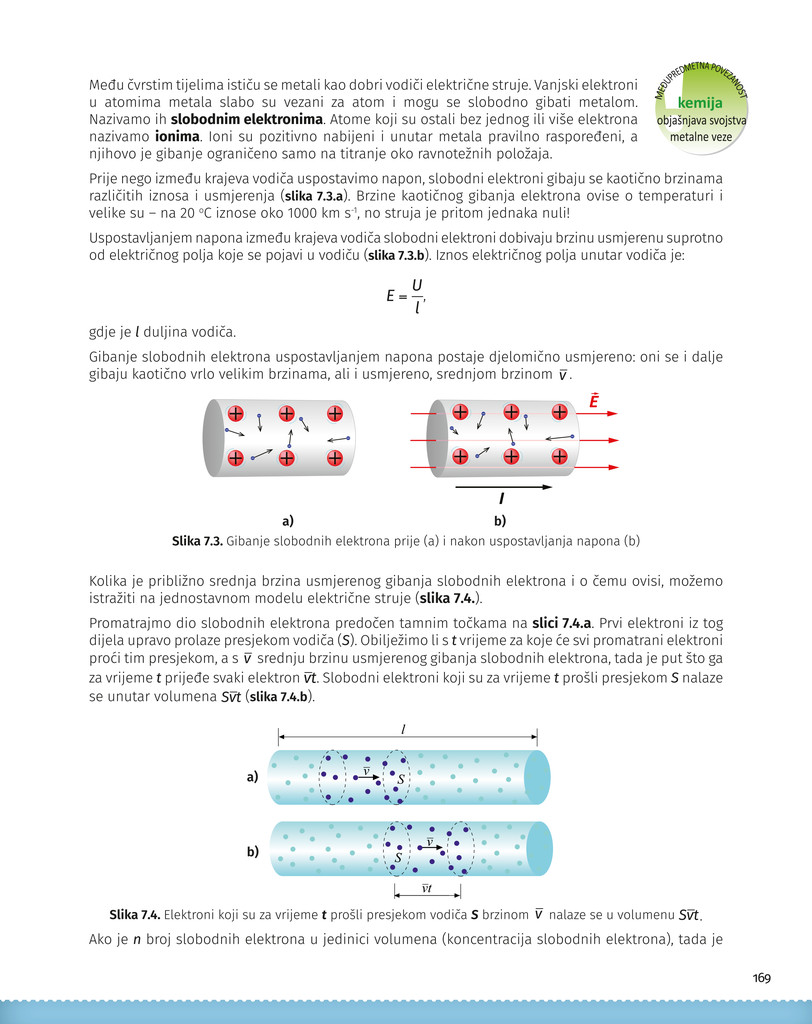 Među čvrstim tijelima ističu se metali kao dobri vodiči električne struje. Vanjski elektroni
u atomima metala slabo su vezani za atom i mogu se slobodno gibati metalom.
Nazivamo ih slobodnim elektronima. Atome koji su ostali bez jednog ili više elektrona
nazivamo ionima. Ioni su pozitivno nabijeni i unutar metala pravilno raspoređeni, a
njihovo je gibanje ograničeno samo na titranje oko ravnotežnih položaja.
MEĐUPREDMETNA POVEZANOST
kemija
objašnjava svojstva
metalne veze
Prije nego između krajeva vodiča uspostavimo napon, slobodni elektroni gibaju se kaotično brzinama
različitih iznosa i usmjerenja (slika 7.3.a). Brzine kaotičnog gibanja elektrona ovise o temperaturi i
velike su – na 20 °C iznose oko 1000 km s⁻¹, no struja je pritom jednaka nuli!
Uspostavljanjem napona između krajeva vodiča slobodni elektroni dobivaju brzinu usmjerenu suprotno
od električnog polja koje se pojavi u vodiču (slika 7.3.b). Iznos električnog polja unutar vodiča je:
E = U/l,
gdje je l duljina vodiča.
Gibanje slobodnih elektrona uspostavljanjem napona postaje djelomično usmjereno: oni se i dalje
gibaju kaotično vrlo velikim brzinama, ali i usmjereno, srednjom brzinom v̅ .
+ + +
+ + +
+ + +
+ + +
E⃗
I
a)
b)
Slika 7.3. Gibanje slobodnih elektrona prije (a) i nakon uspostavljanja napona (b)
Kolika je približno srednja brzina usmjerenog gibanja slobodnih elektrona i o čemu ovisi, možemo
istražiti na jednostavnom modelu električne struje (slika 7.4.).
Promatrajmo dio slobodnih elektrona predočen tamnim točkama na slici 7.4.a. Prvi elektroni iz tog
dijela upravo prolaze presjekom vodiča (S). Obilježimo li s t vrijeme za koje će svi promatrani elektroni
proći tim presjekom, a s v̅ srednju brzinu usmjerenog gibanja slobodnih elektrona, tada je put što ga
za vrijeme t prijeđe svaki elektron v̅t. Slobodni elektroni koji su za vrijeme t prošli presjekom S nalaze
se unutar volumena Sv̅t (slika 7.4.b).
l
a)
v̅
S
b)
v̅
S
v̅t
Slika 7.4. Elektroni koji su za vrijeme t prošli presjekom vodiča S brzinom v̅ nalaze se u volumenu Sv̅t.
Ako je n broj slobodnih elektrona u jedinici volumena (koncentracija slobodnih elektrona), tada je
169